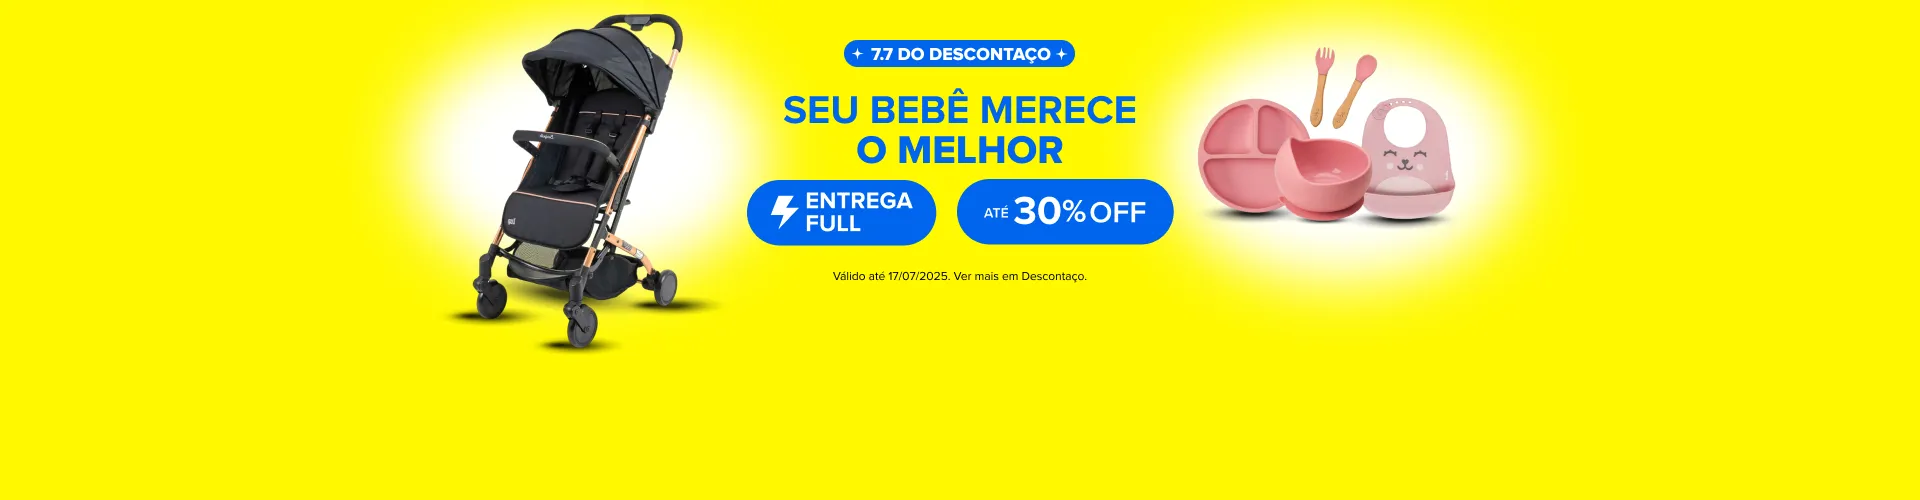 7.7 DO DESCONTAÇO
SEU BEBÊ MERECE
O MELHOR
ENTREGA
FULL
ATÉ 30% OFF
Válido até 17/07/2025. Ver mais em Descontaço.